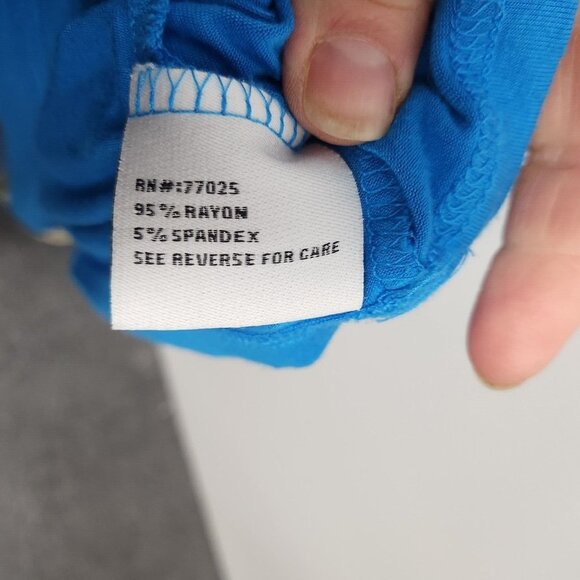 RN#:77025
95% RAYON
5% SPANDEX
SEE REVERSE FOR CARE